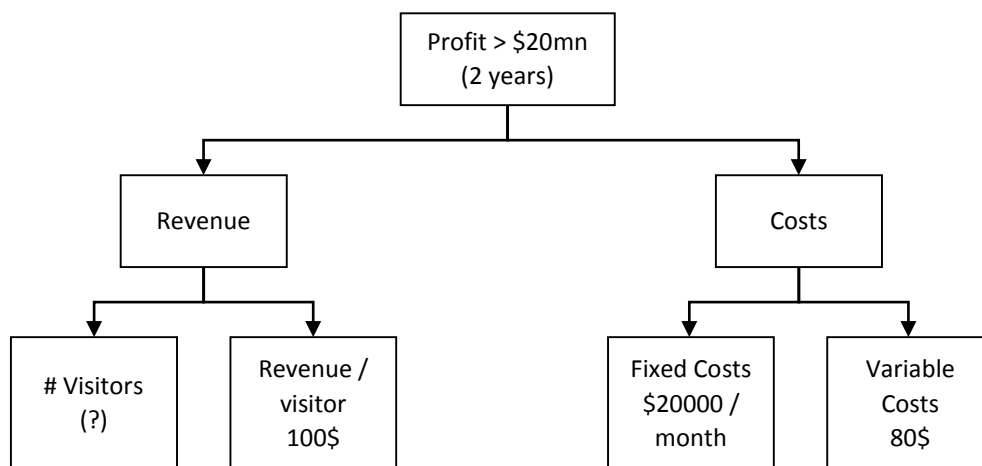 Profit > $20mn
(2 years)
Revenue
Costs
# Visitors
(?)
Revenue /
visitor
100$
Fixed Costs
$20000 /
month
Variable
Costs
80$